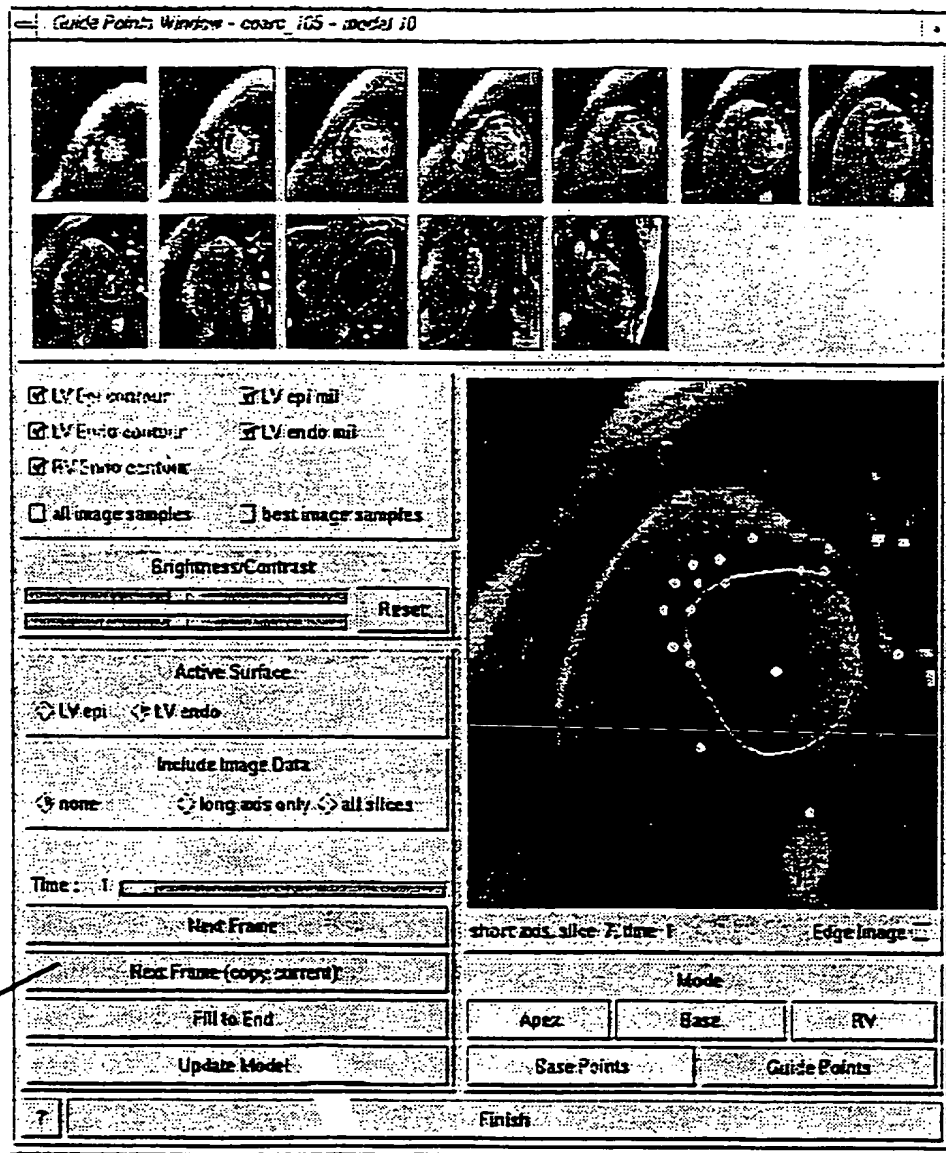 Guide Points Window - coarc_105 - model 10
LV Epi contour LV epi mil
LV Endo contour LV endo mil
RV Endo contour
all image samples best image samples
Brightness/Contrast
Reset
Active Surface
LV epi LV endo
Include Image Data
none long axis only all slices
Time: 1
Next Frame
Next Frame (copy current)
Fill to End
Update Model
short axis, slice 7, time 1 Edge Image
Mode
Apex Base RV
Base Points Guide Points
? Finish